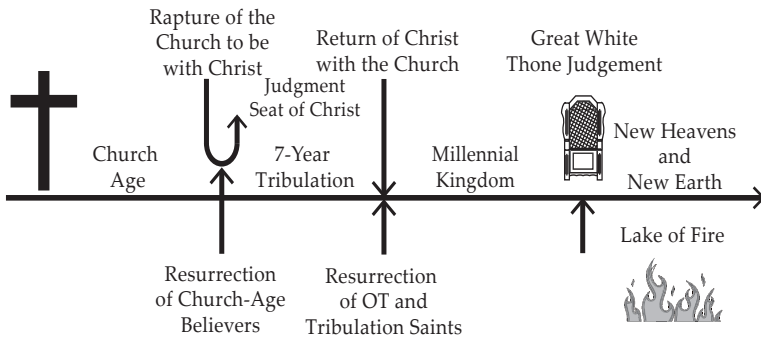 Rapture of the
Church to be
with Christ
Return of Christ
with the Church
Great White
Thone Judgement
Judgment
Seat of Christ
Church
Age
7-Year
Tribulation
Millennial
Kingdom
New Heavens
and
New Earth
Resurrection
of Church-Age
Believers
Resurrection
of OT and
Tribulation Saints
Lake of Fire